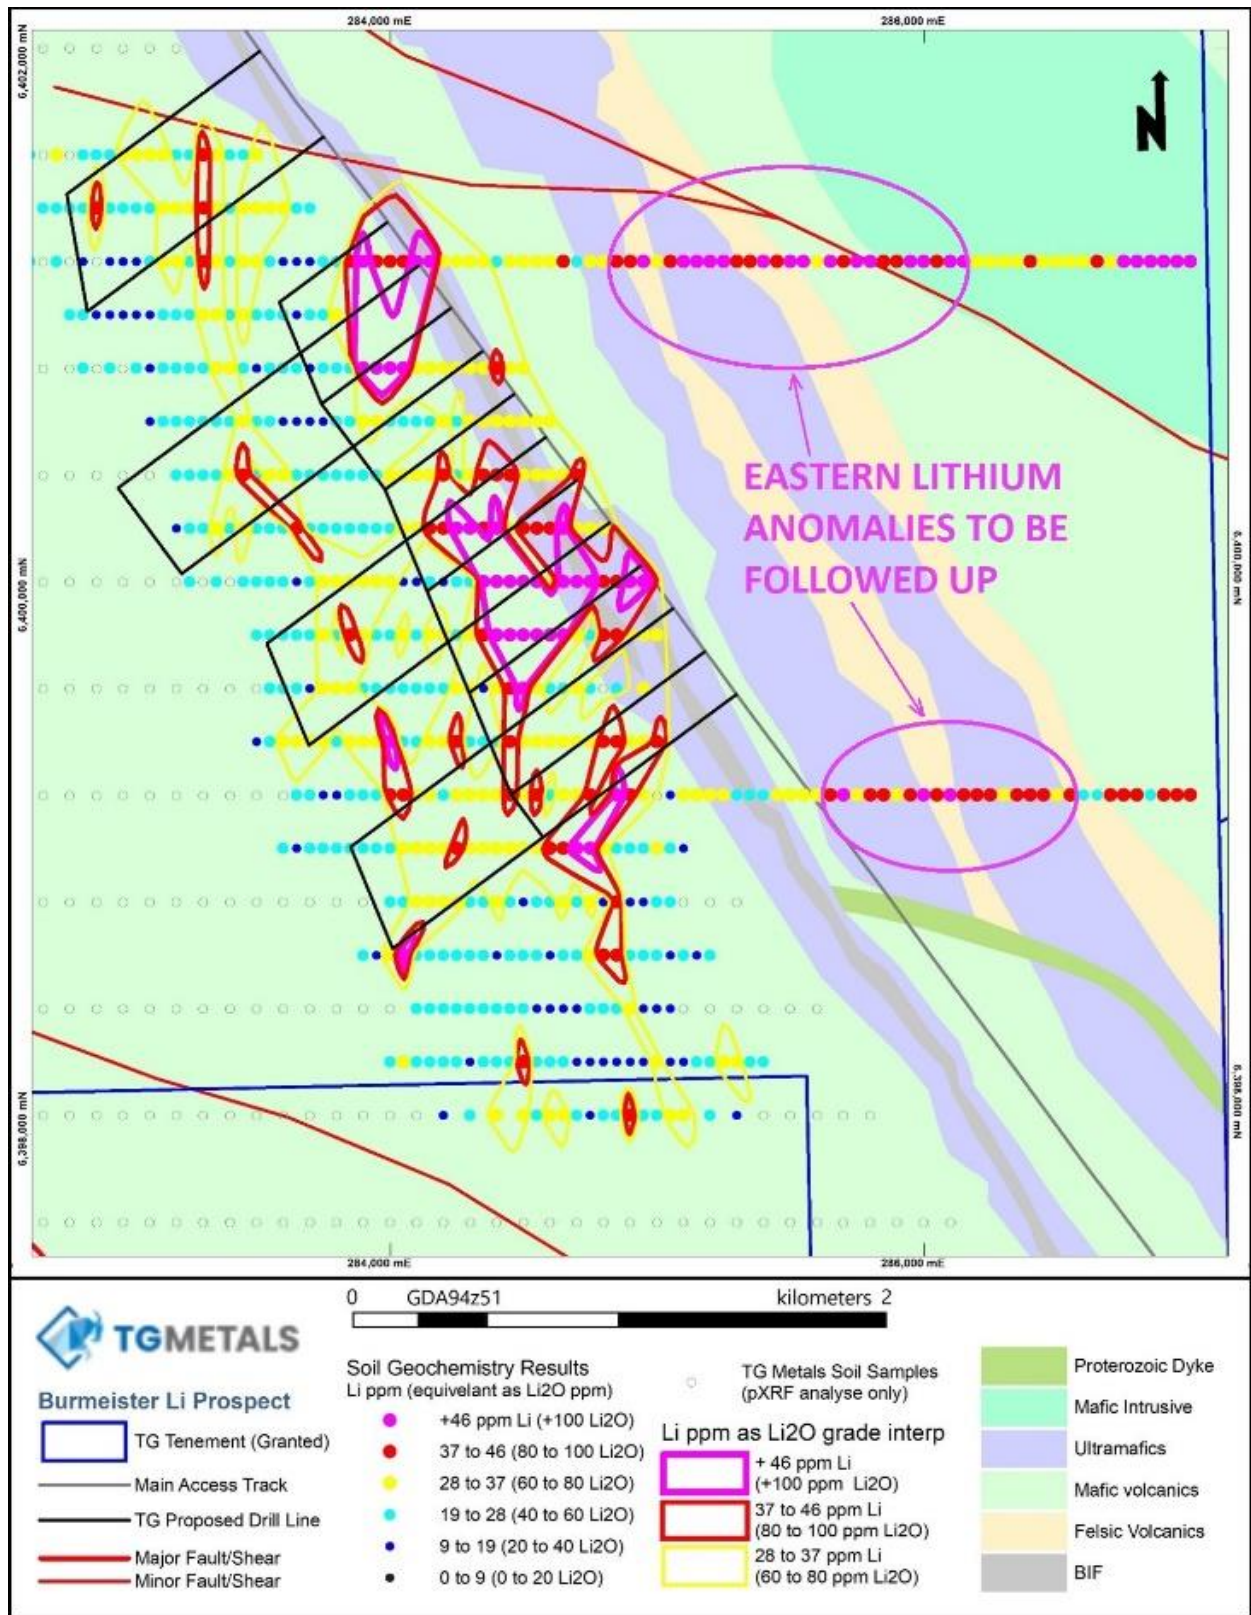 284,000 mE
286,000 mE
6,402,000 mN
N
EASTERN LITHIUM
ANOMALIES TO BE
FOLLOWED UP
6,400,000 mN
6,400,000 mN
6,398,000 mN
6,398,000 mN
284,000 mE
286,000 mE
TGMETALS
Burmeister Li Prospect
TG Tenement (Granted)
Main Access Track
TG Proposed Drill Line
Major Fault/Shear
Minor Fault/Shear
0 GDA94z51 kilometers 2
Soil Geochemistry Results
Li ppm (equivelant as Li2O ppm)
+46 ppm Li (+100 Li2O)
37 to 46 (80 to 100 Li2O)
28 to 37 (60 to 80 Li2O)
19 to 28 (40 to 60 Li2O)
9 to 19 (20 to 40 Li2O)
0 to 9 (0 to 20 Li2O)
TG Metals Soil Samples
(pXRF analyse only)
Li ppm as Li2O grade interp
+ 46 ppm Li
(+100 ppm Li2O)
37 to 46 ppm Li
(80 to 100 ppm Li2O)
28 to 37 ppm Li
(60 to 80 ppm Li2O)
Proterozoic Dyke
Mafic Intrusive
Ultramafics
Mafic volcanics
Felsic Volcanics
BIF